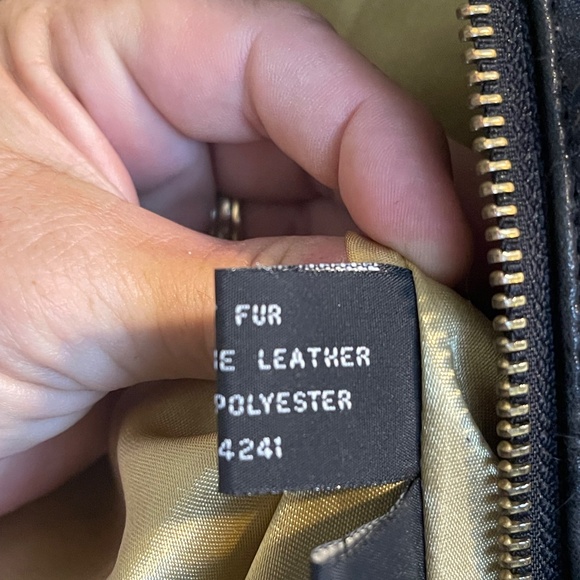 FUR
LEATHER
POLYESTER
4241